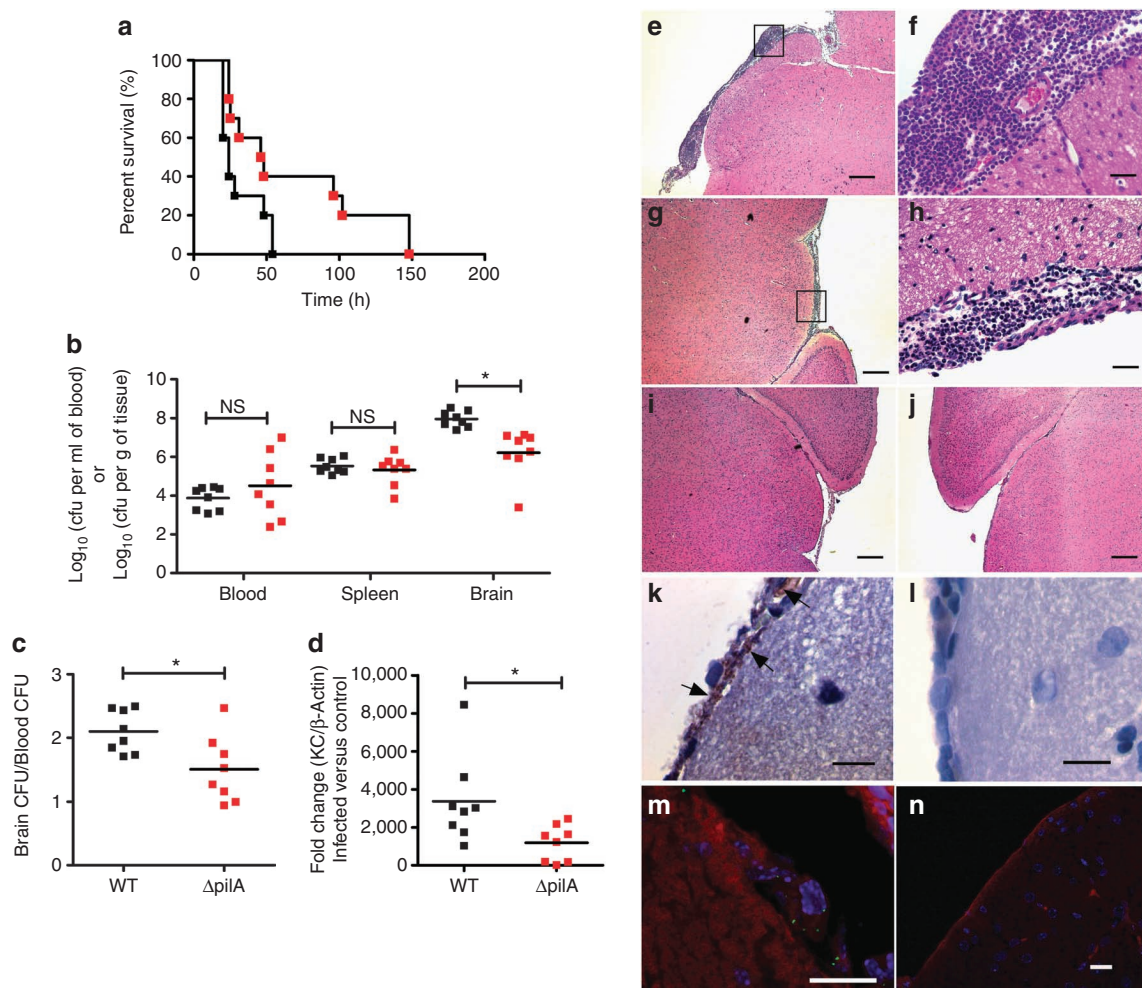 a
Percent survival (%)
100
80
60
40
20
0
0 50 100 150 200
Time (h)
b
Log10 (cfu per ml of blood)
or
Log10 (cfu per g of tissue)
10
8
6
4
2
0
NS
NS
*
Blood Spleen Brain
c
Brain CFU/Blood CFU
3
2
1
0
*
WT ΔpilA
d
Fold change (KC/β-Actin)
Infected versus control
10,000
8,000
6,000
4,000
2,000
0
*
WT ΔpilA
e
f
g
h
i
j
k
l
m
n